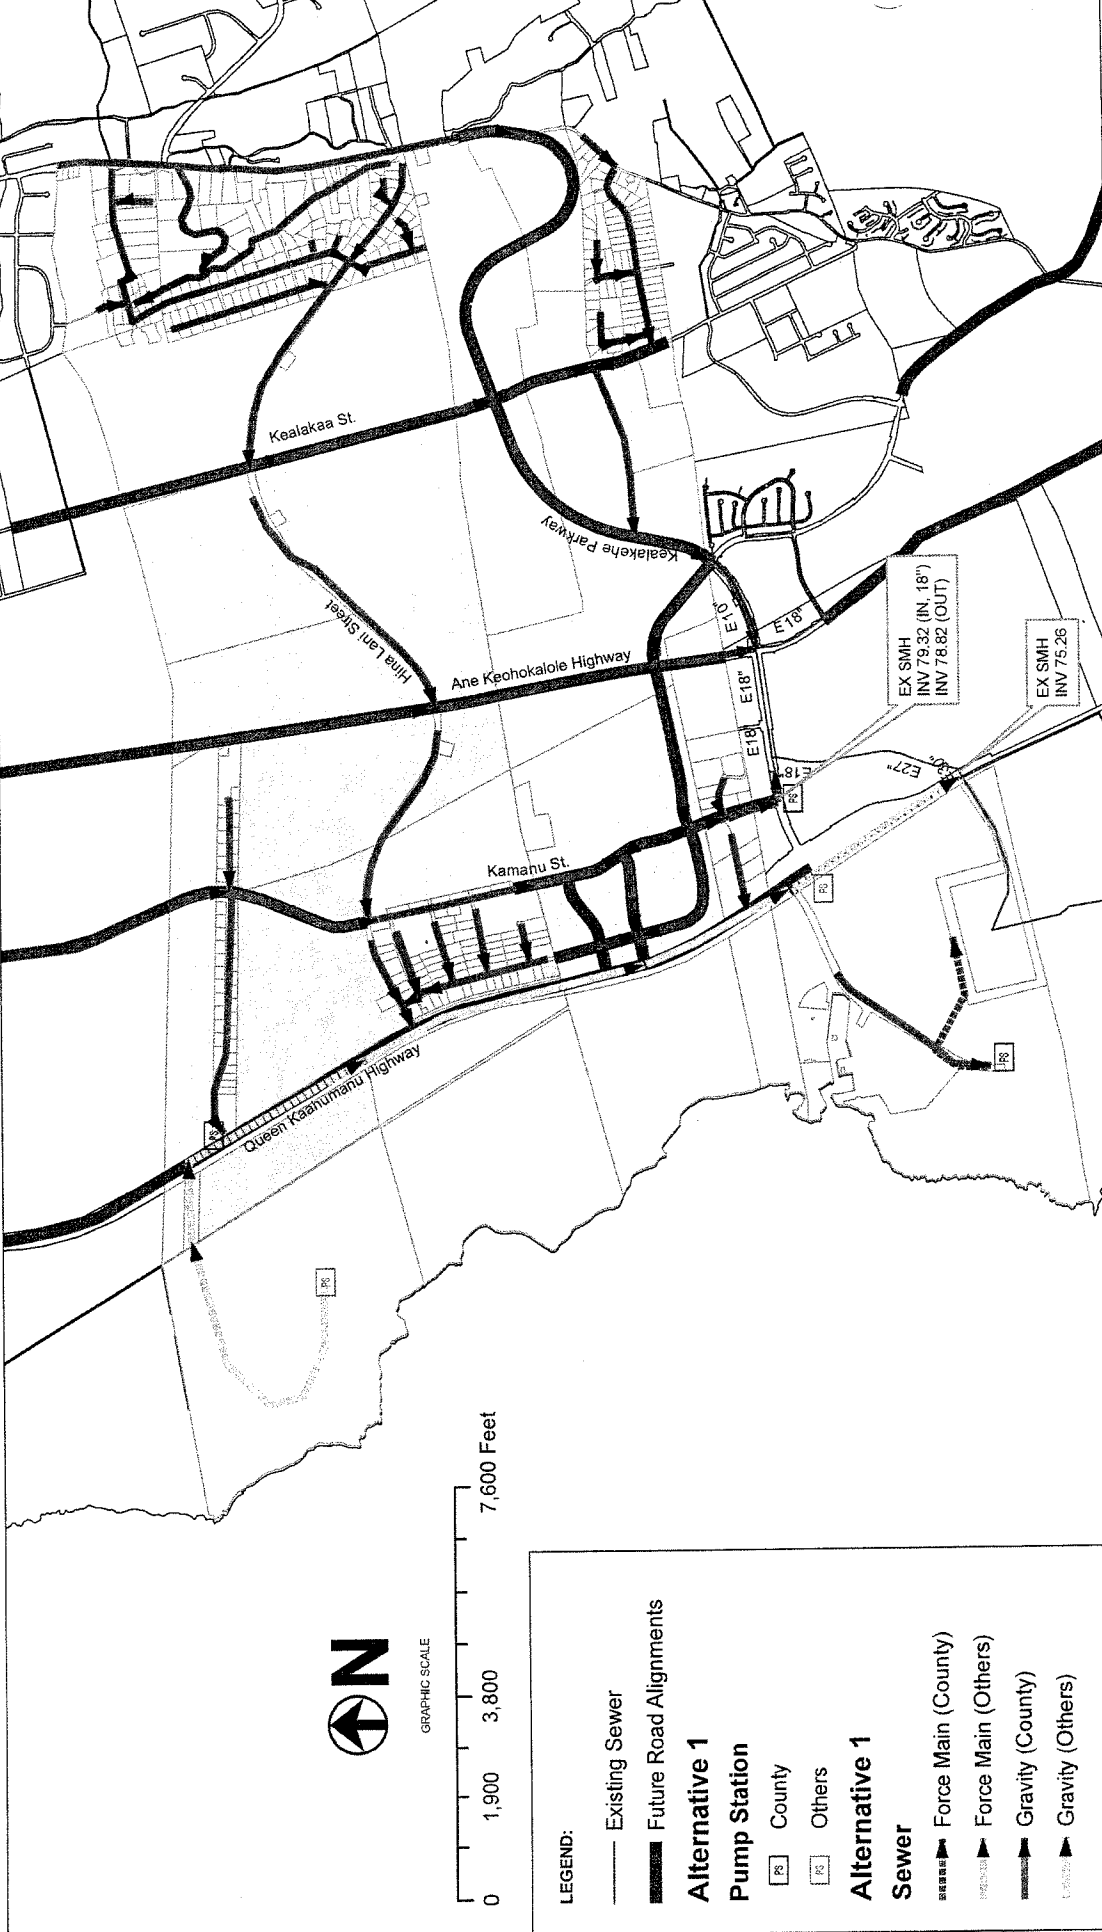 Kealakaa St.
Hina Lani Street
Kealakehe Parkway
Ane Keohokalole Highway
Kamanu St.
Queen Kaahumanu Highway
E10"
E18"
E18"
E18"
E18"
E27"
EX SMH
INV 79.32 (IN, 18")
INV 78.82 (OUT)
EX SMH
INV 75.26
PS
PS
PS
PS
PS
N
GRAPHIC SCALE
0 1,900 3,800 7,600 Feet
LEGEND:
Existing Sewer
Future Road Alignments
Alternative 1
Pump Station
PS County
PS Others
Alternative 1
Sewer
Force Main (County)
Force Main (Others)
Gravity (County)
Gravity (Others)